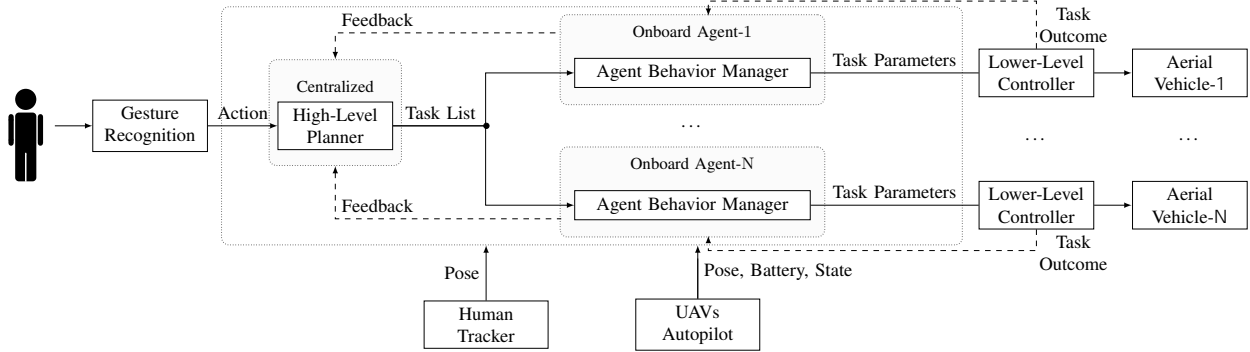 Feedback
Onboard Agent-1
Task
Outcome
Agent Behavior Manager
Task Parameters
Lower-Level
Controller
Aerial
Vehicle-1
Centralized
High-Level
Planner
Gesture
Recognition
Action
Task List
...
...
...
Onboard Agent-N
Feedback
Agent Behavior Manager
Task Parameters
Lower-Level
Controller
Aerial
Vehicle-N
Task
Outcome
Pose
Pose, Battery, State
Human
Tracker
UAVs
Autopilot